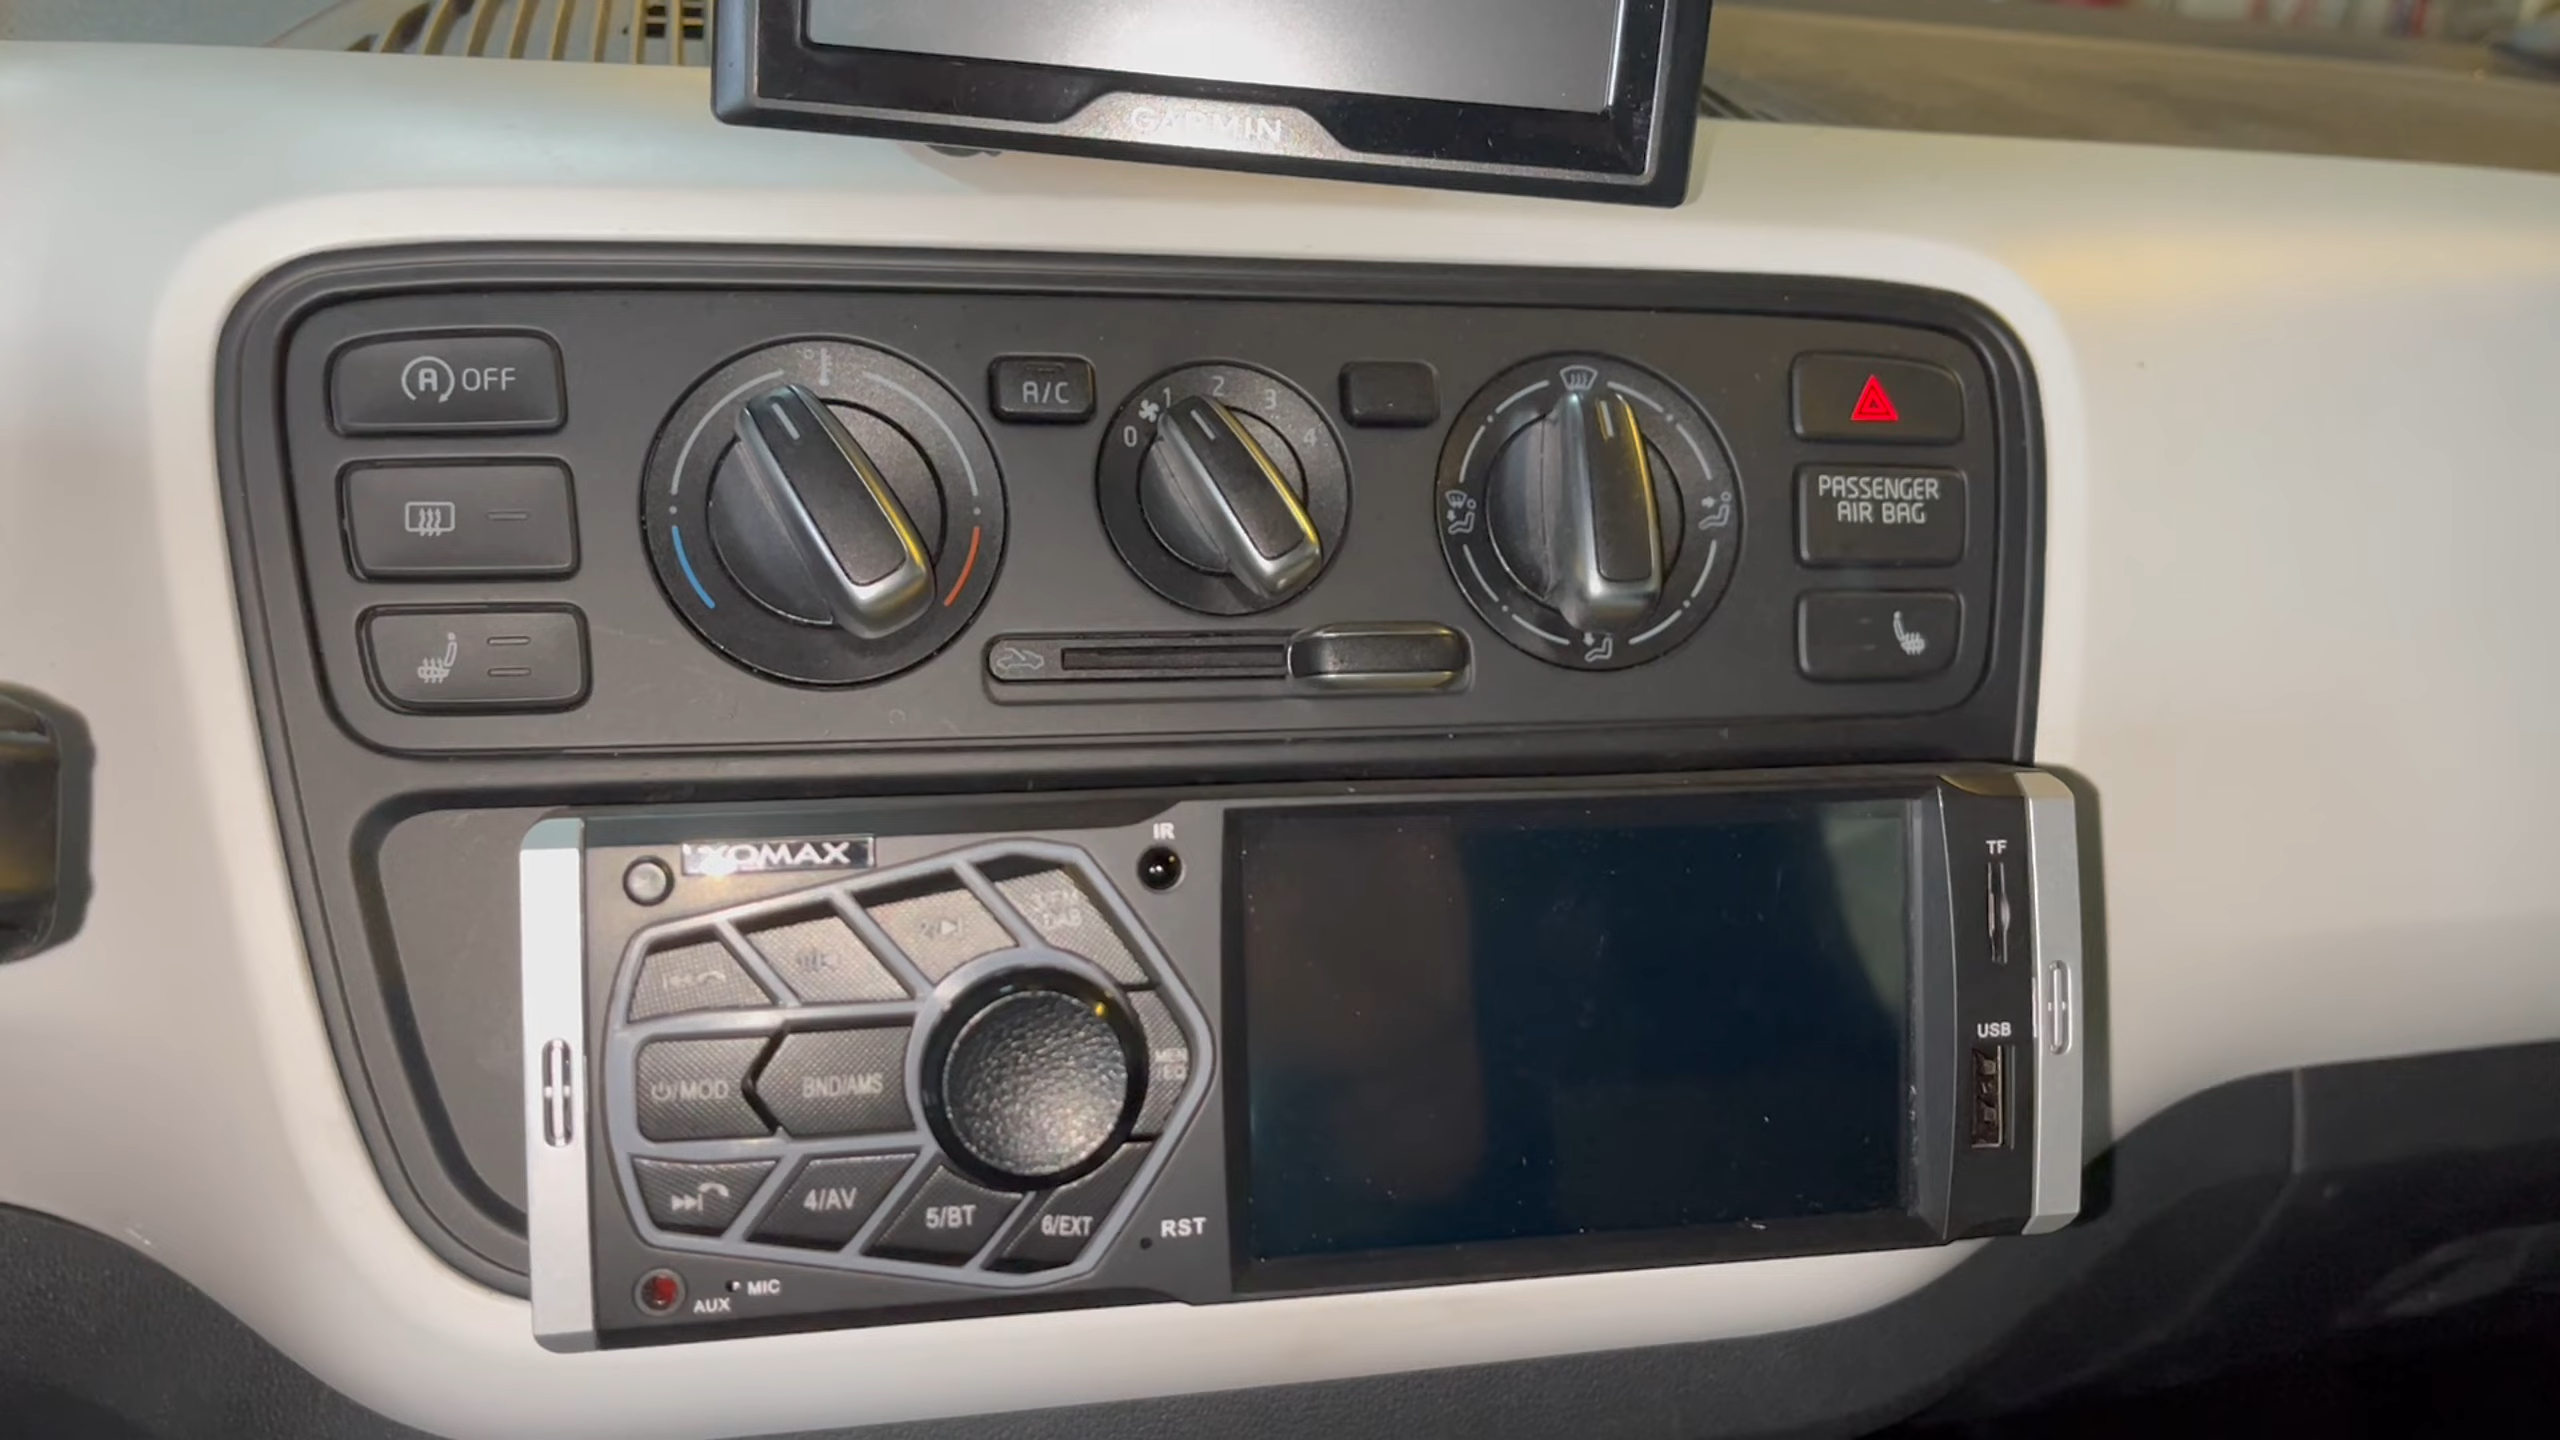 GARMIN
A OFF
A/C
0 1 2 3 4
PASSENGER
AIR BAG
XOMAX
IR
TF
DAB
USB
/MOD
BND/AMS
4/AV
5/BT
6/EXT
RST
AUX
MIC